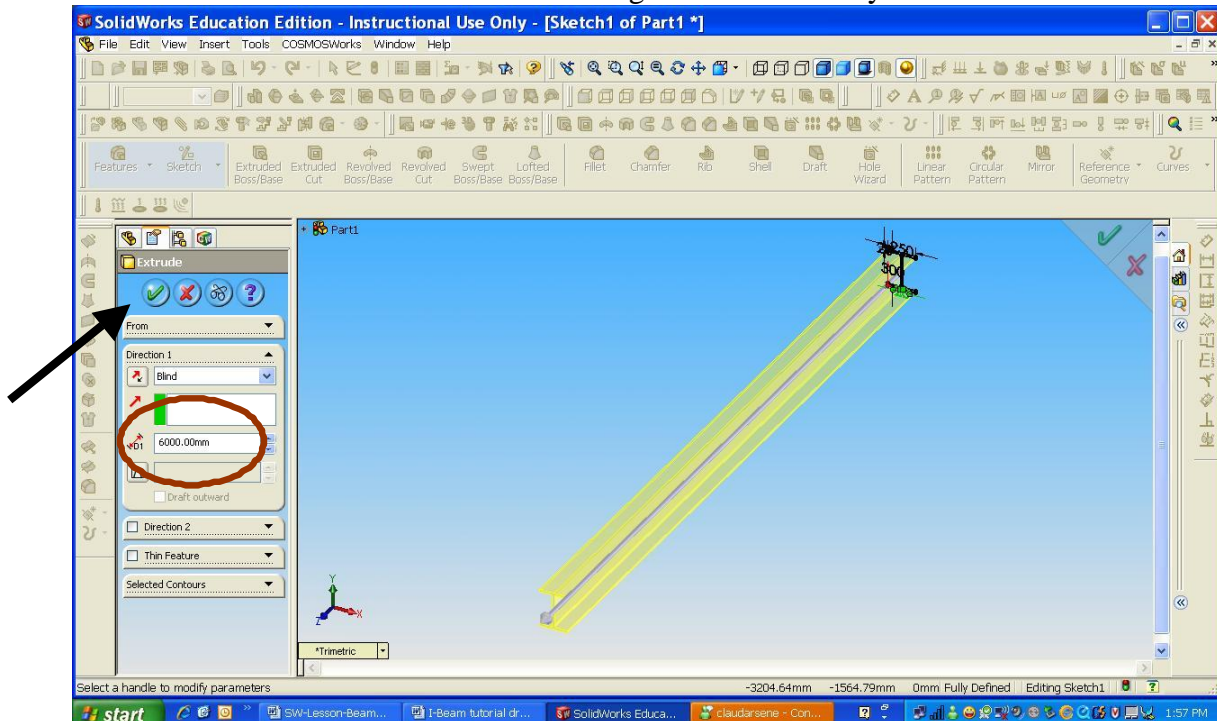 SolidWorks Education Edition - Instructional Use Only - [Sketch1 of Part1 *]
File Edit View Insert Tools COSMOSWorks Window Help
Features Sketch Extruded Boss/Base Extruded Cut Revolved Boss/Base Revolved Cut Swept Boss/Base Lofted Boss/Base Fillet Chamfer Rib Shell Draft Hole Wizard Linear Pattern Circular Pattern Mirror Reference Geometry Curves
Part1
Extrude
From
Direction 1
Blind
D1 6000.00mm
Draft outward
Direction 2
Thin Feature
Selected Contours
250
300
Y
X
Z
*Trimetric
Select a handle to modify parameters -3204.64mm -1564.79mm 0mm Fully Defined Editing Sketch1
start SW-Lesson-Beam... I-Beam tutorial dr... SolidWorks Educa... claudarsene - Con... 1:57 PM